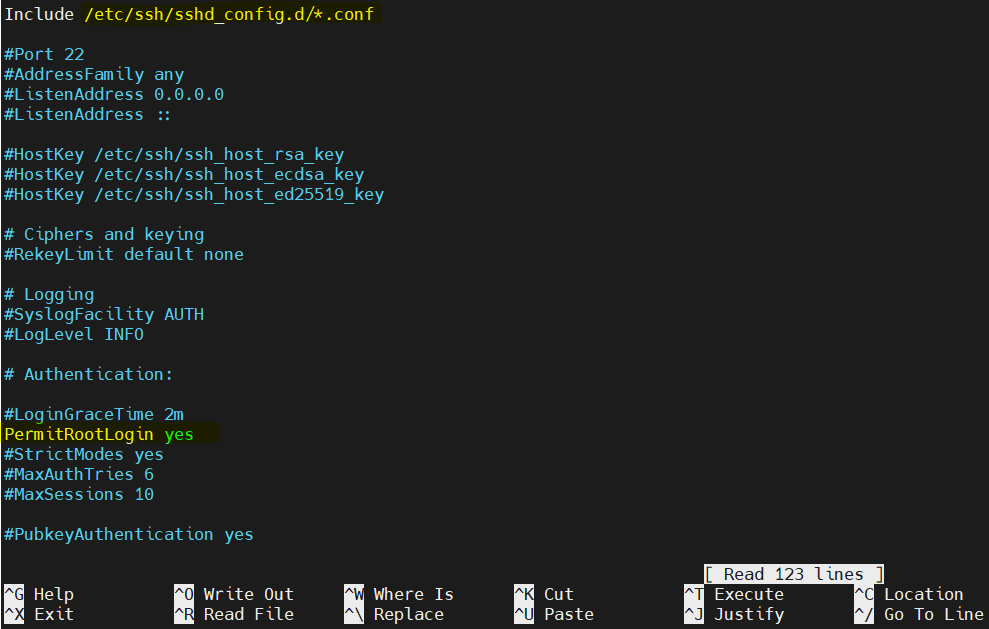 Include /etc/ssh/sshd_config.d/*.conf
#Port 22
#AddressFamily any
#ListenAddress 0.0.0.0
#ListenAddress ::
#HostKey /etc/ssh/ssh_host_rsa_key
#HostKey /etc/ssh/ssh_host_ecdsa_key
#HostKey /etc/ssh/ssh_host_ed25519_key
# Ciphers and keying
#RekeyLimit default none
# Logging
#SyslogFacility AUTH
#LogLevel INFO
# Authentication:
#LoginGraceTime 2m
PermitRootLogin yes
#StrictModes yes
#MaxAuthTries 6
#MaxSessions 10
#PubkeyAuthentication yes
[ Read 123 lines ]
^G Help ^O Write Out ^W Where Is ^K Cut ^T Execute ^C Location
^X Exit ^R Read File ^\ Replace ^U Paste ^J Justify ^/ Go To Line